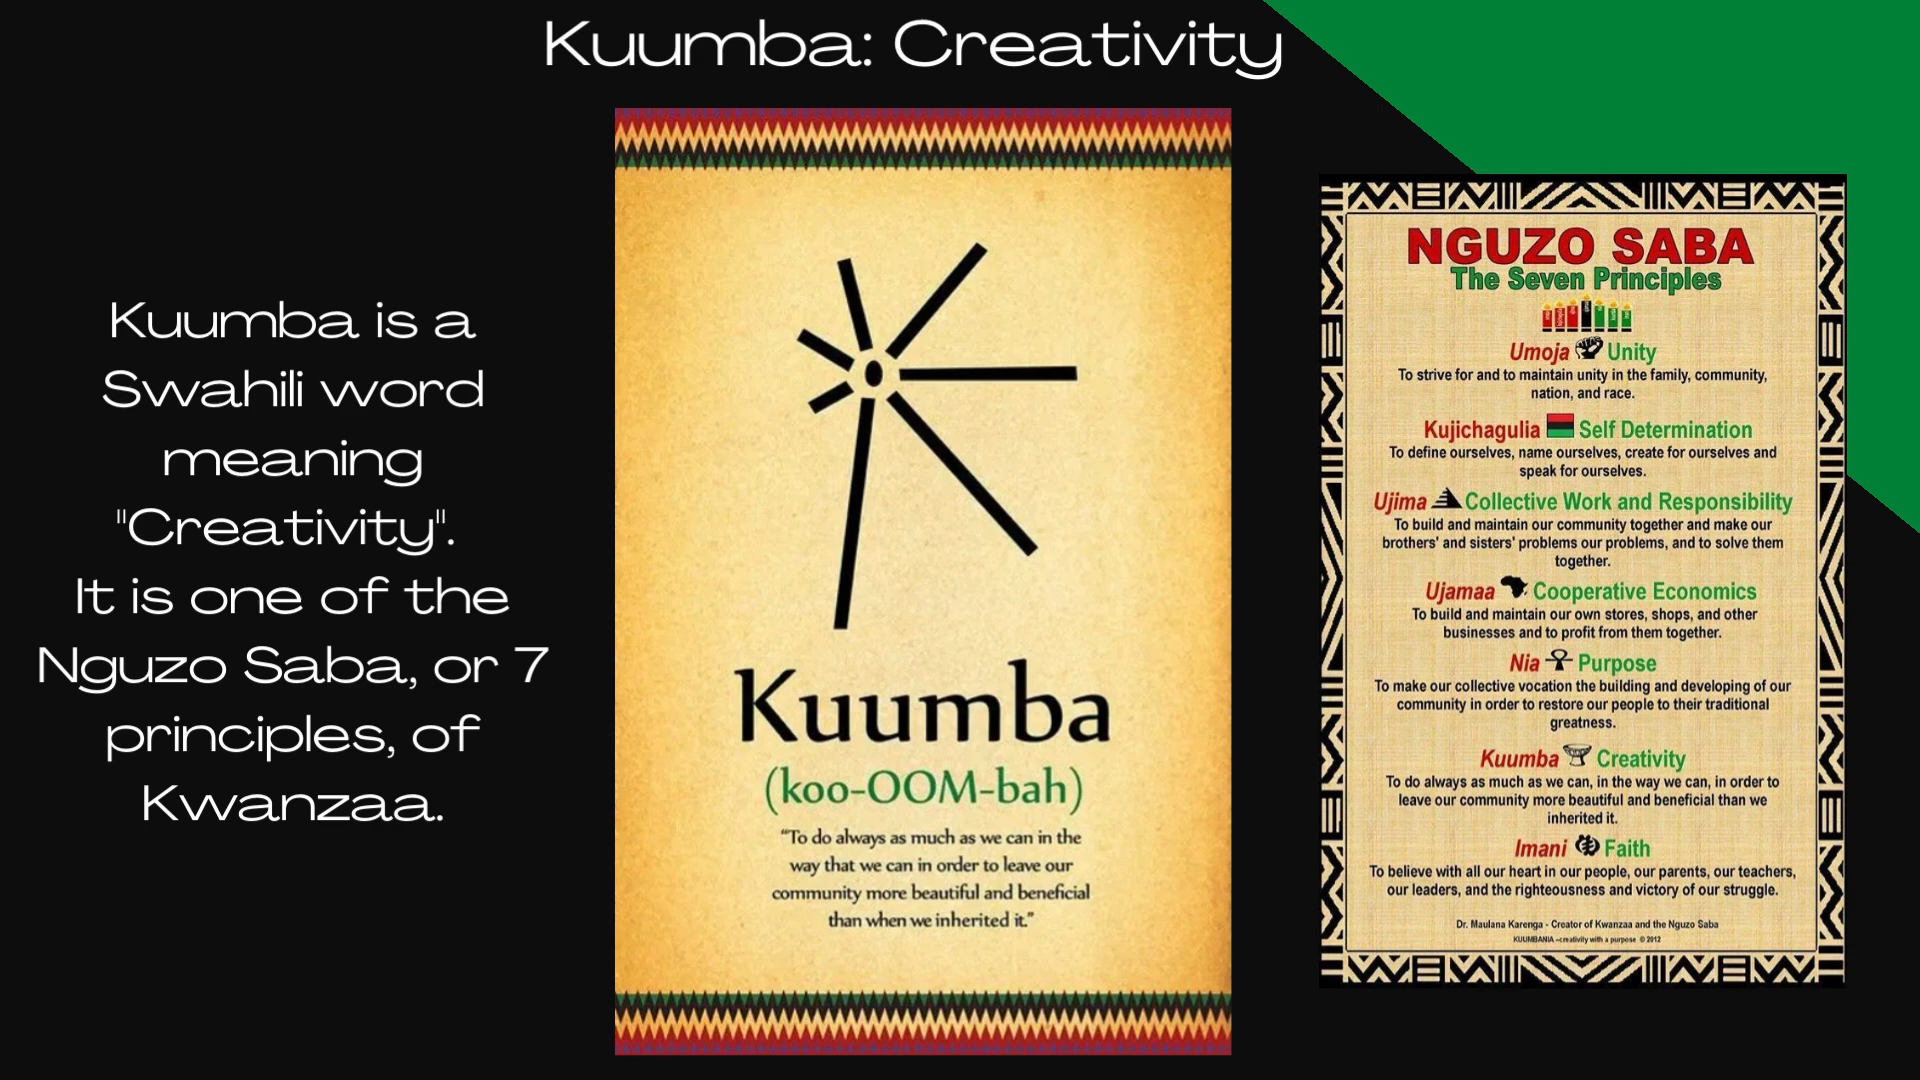 Kuumba: Creativity
Kuumba is a
Swahili word
meaning
"Creativity".
It is one of the
Nguzo Saba, or 7
principles, of
Kwanzaa.
Kuumba
(koo-OOM-bah)
“To do always as much as we can in the
way that we can in order to leave our
community more beautiful and beneficial
than when we inherited it.”
NGUZO SABA
The Seven Principles
Umoja Unity
To strive for and to maintain unity in the family, community,
nation, and race.
Kujichagulia Self Determination
To define ourselves, name ourselves, create for ourselves and
speak for ourselves.
Ujima Collective Work and Responsibility
To build and maintain our community together and make our
brothers' and sisters' problems our problems, and to solve them
together.
Ujamaa Cooperative Economics
To build and maintain our own stores, shops, and other
businesses and to profit from them together.
Nia Purpose
To make our collective vocation the building and developing of our
community in order to restore our people to their traditional
greatness.
Kuumba Creativity
To do always as much as we can, in the way we can, in order to
leave our community more beautiful and beneficial than we
inherited it.
Imani Faith
To believe with all our heart in our people, our parents, our teachers,
our leaders, and the righteousness and victory of our struggle.
Dr. Maulana Karenga - Creator of Kwanzaa and the Nguzo Saba
KUUMBANIA ~creativity with a purpose © 2012